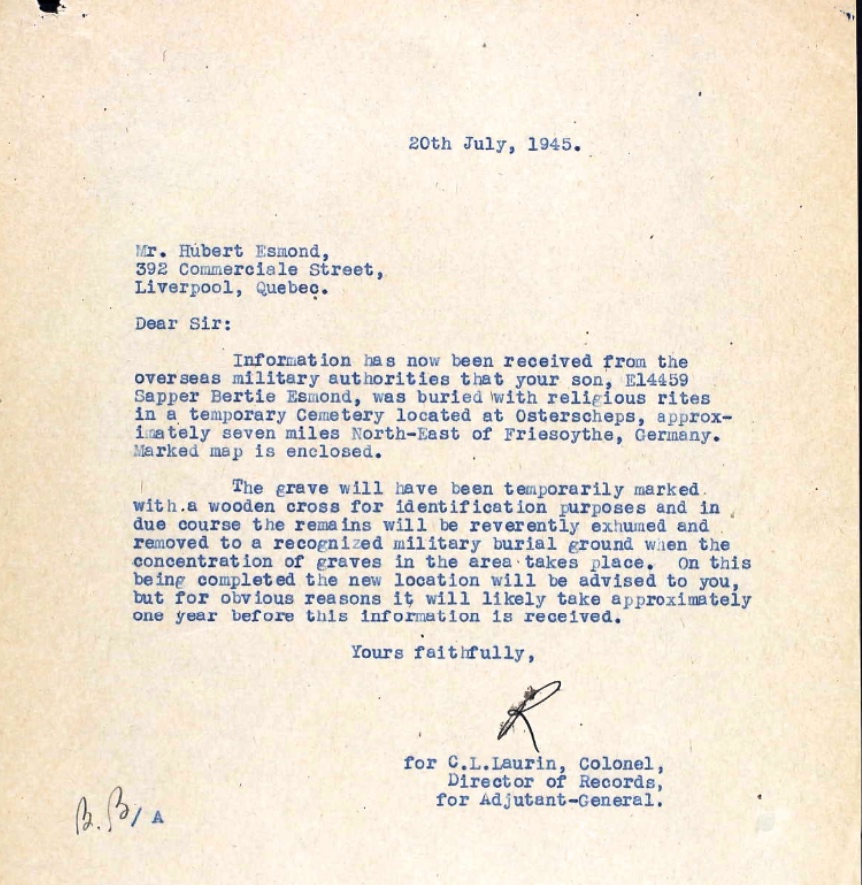 20th July, 1945.
Mr. Hubert Esmond,
392 Commerciale Street,
Liverpool, Quebec.
Dear Sir:
Information has now been received from the
overseas military authorities that your son, E14459
Sapper Bertie Esmond, was buried with religious rites
in a temporary Cemetery located at Osterscheps, approx-
imately seven miles North-East of Friesoythe, Germany.
Marked map is enclosed.
The grave will have been temporarily marked
with a wooden cross for identification purposes and in
due course the remains will be reverently exhumed and
removed to a recognized military burial ground when the
concentration of graves in the area takes place. On this
being completed the new location will be advised to you,
but for obvious reasons it will likely take approximately
one year before this information is received.
Yours faithfully,
R
for C.L.Laurin, Colonel,
Director of Records,
for Adjutant-General.
B.B/A